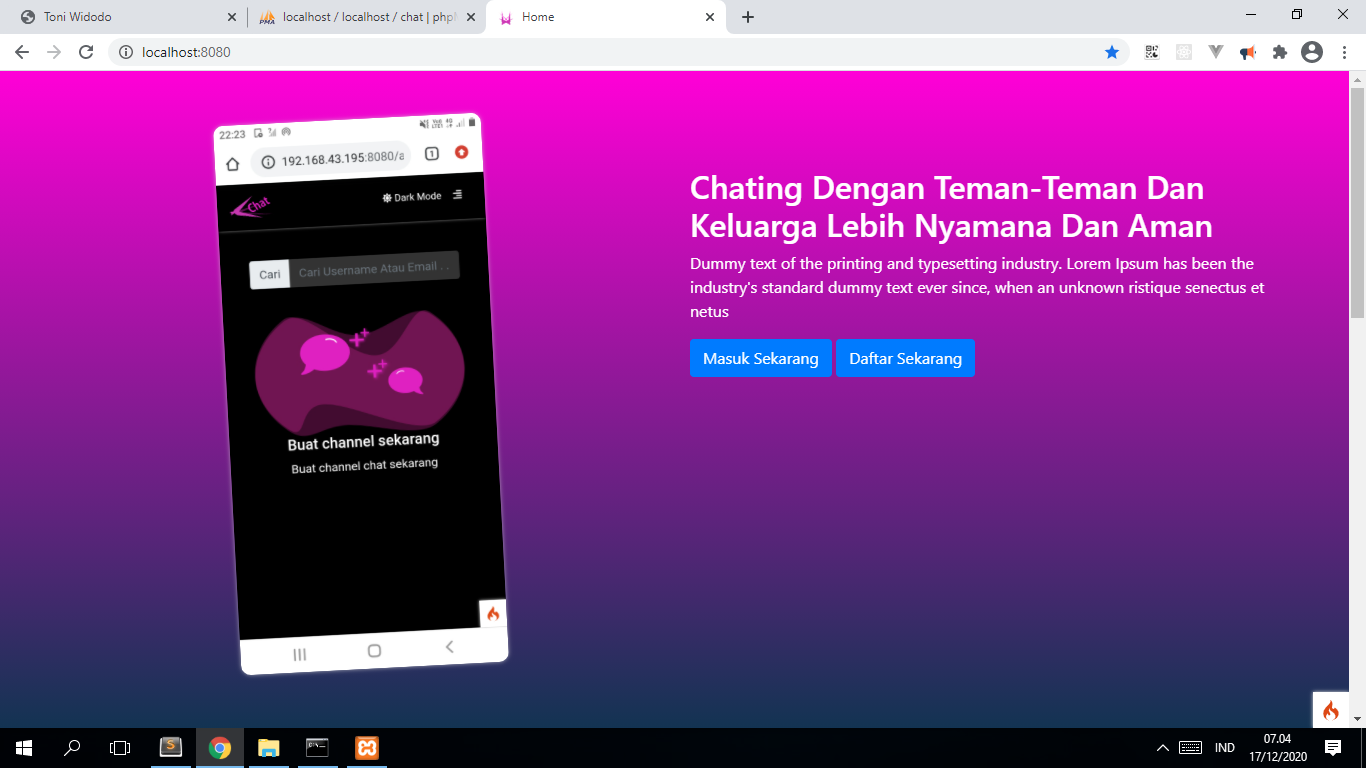 Toni Widodo
localhost / localhost / chat | php
Home
localhost:8080
22:23
192.168.43.195:8080/a
1
Chat
Dark Mode
Cari
Cari Username Atau Email . .
Buat channel sekarang
Buat channel chat sekarang
Chating Dengan Teman-Teman Dan
Keluarga Lebih Nyamana Dan Aman
Dummy text of the printing and typesetting industry. Lorem Ipsum has been the
industry's standard dummy text ever since, when an unknown ristique senectus et
netus
Masuk Sekarang
Daftar Sekarang
IND
07.04
17/12/2020